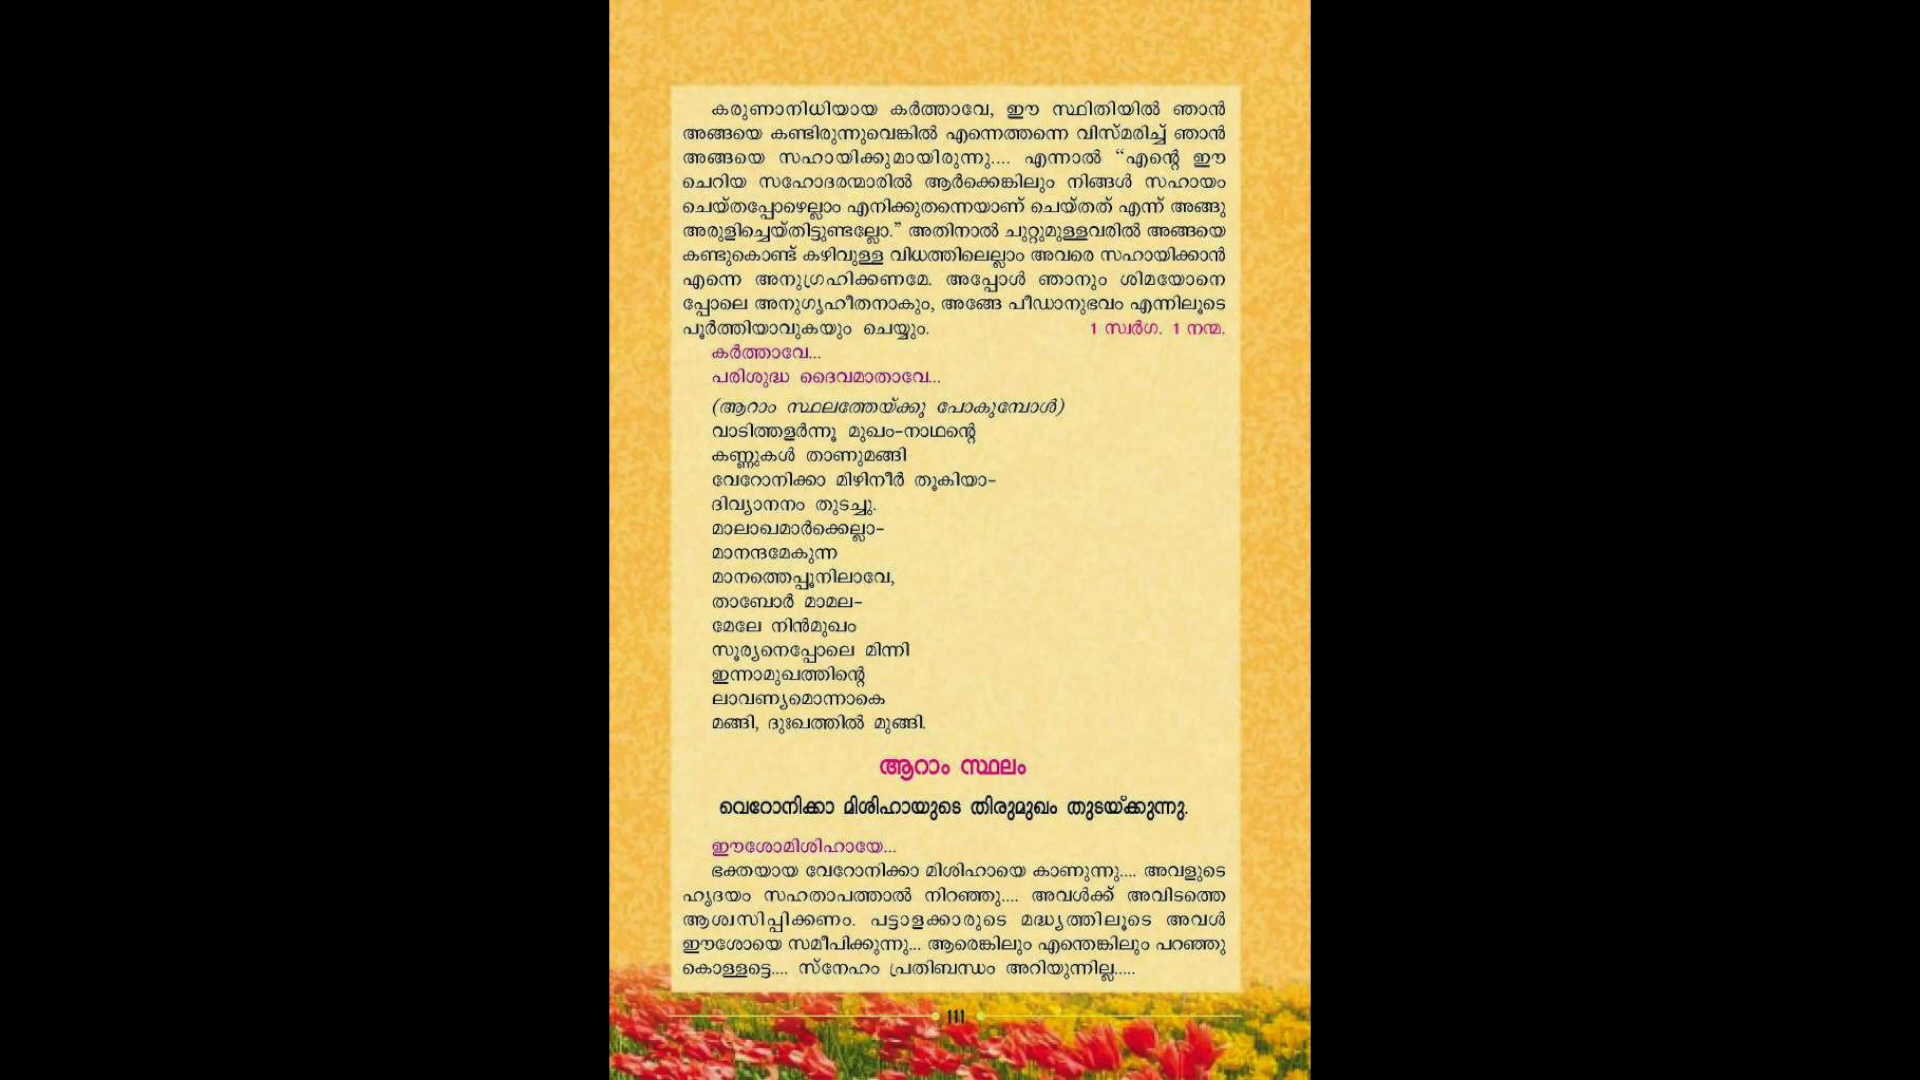 കരുണാനിധിയായ കർത്താവേ, ഈ സ്ഥിതിയിൽ ഞാൻ
അങ്ങയെ കണ്ടിരുന്നുവെങ്കിൽ എന്നെത്തന്നെ വിസ്മരിച്ച് ഞാൻ
അങ്ങയെ സഹായിക്കുമായിരുന്നു.... എന്നാൽ “എന്റെ ഈ
ചെറിയ സഹോദരന്മാരിൽ ആർക്കെങ്കിലും നിങ്ങൾ സഹായം
ചെയ്തപ്പോഴെല്ലാം എനിക്കുതന്നെയാണ് ചെയ്തത് എന്ന് അങ്ങു
അരുളിച്ചെയ്തിട്ടുണ്ടല്ലോ.” അതിനാൽ ചുറ്റുമുള്ളവരിൽ അങ്ങയെ
കണ്ടുകൊണ്ട് കഴിവുള്ള വിധത്തിലെല്ലാം അവരെ സഹായിക്കാൻ
എന്നെ അനുഗ്രഹിക്കണമേ. അപ്പോൾ ഞാനും ശിമയോനെ
പ്പോലെ അനുഗൃഹീതനാകും, അങ്ങേ പീഡാനുഭവം എന്നിലൂടെ
പൂർത്തിയാവുകയും ചെയ്യും. 1 സ്വർഗ. 1 നന്മ.
കർത്താവേ...
പരിശുദ്ധ ദൈവമാതാവേ...
(ആറാം സ്ഥലത്തേയ്ക്കു പോകുമ്പോൾ)
വാടിത്തളർന്നൂ മുഖം-നാഥന്റെ
കണ്ണുകൾ താണുമങ്ങി
വേറോനിക്കാ മിഴിനീർ തൂകിയാ-
ദിവ്യാനനം തുടച്ചു.
മാലാഖമാർക്കെല്ലാ-
മാനന്ദമേകുന്ന
മാനത്തെപ്പൂനിലാവേ,
താബോർ മാമല-
മേലേ നിൻമുഖം
സൂര്യനെപ്പോലെ മിന്നി
ഇന്നാമുഖത്തിന്റെ
ലാവണ്യമൊന്നാകെ
മങ്ങി, ദുഃഖത്തിൽ മുങ്ങി.
ആറാം സ്ഥലം
വെറോനിക്കാ മിശിഹായുടെ തിരുമുഖം തുടയ്ക്കുന്നു.
ഈശോമിശിഹായേ...
ഭക്തയായ വേറോനിക്കാ മിശിഹായെ കാണുന്നു.... അവളുടെ
ഹൃദയം സഹതാപത്താൽ നിറഞ്ഞു.... അവൾക്ക് അവിടത്തെ
ആശ്വസിപ്പിക്കണം. പട്ടാളക്കാരുടെ മദ്ധ്യത്തിലൂടെ അവൾ
ഈശോയെ സമീപിക്കുന്നു... ആരെങ്കിലും എന്തെങ്കിലും പറഞ്ഞു
കൊള്ളട്ടെ.... സ്നേഹം പ്രതിബന്ധം അറിയുന്നില്ല.....
111